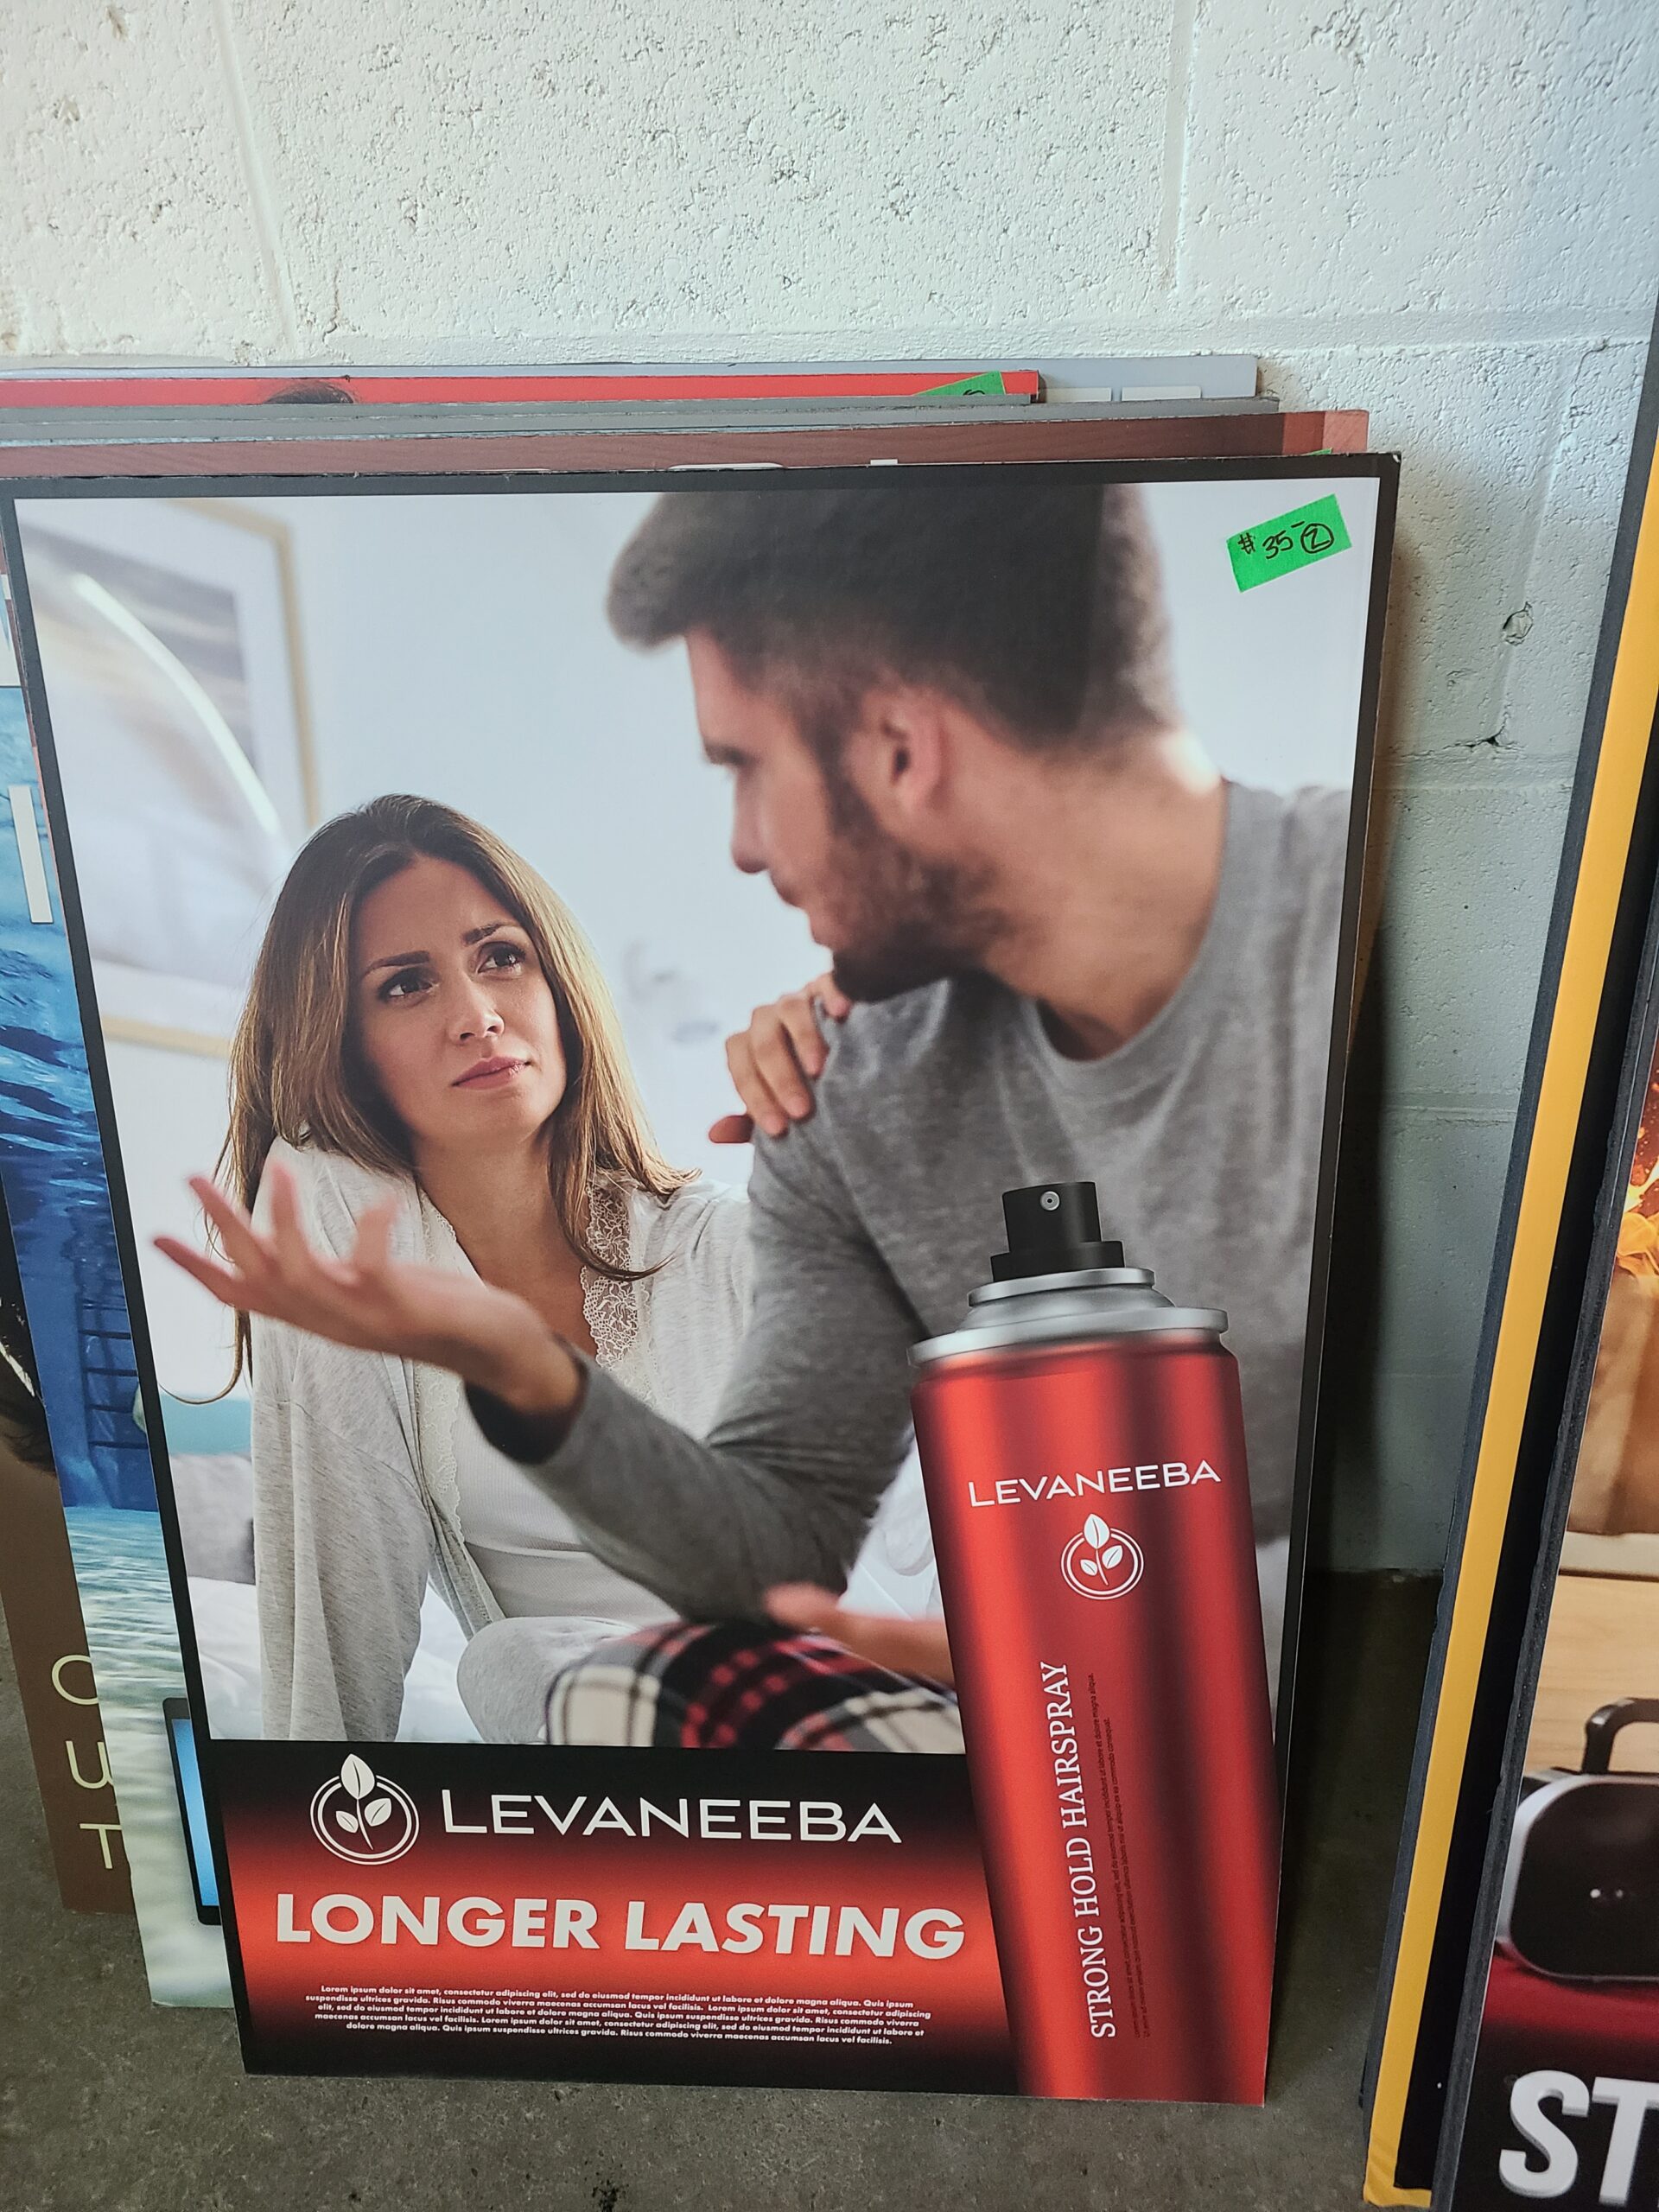 $35- 2
LEVANEEBA
STRONG HOLD HAIRSPRAY
LEVANEEBA
LONGER LASTING
Lorem ipsum dolor sit amet, consectetur adipiscing elit, sed do eiusmod tempor incididunt ut labore et dolore magna aliqua. Quis ipsum
suspendisse ultrices gravida. Risus commodo viverra maecenas accumsan lacus vel facilisis. Lorem ipsum dolor sit amet, consectetur adipiscing
elit, sed do eiusmod tempor incididunt ut labore et dolore magna aliqua. Quis ipsum suspendisse ultrices gravida. Risus commodo viverra
maecenas accumsan lacus vel facilisis. Lorem ipsum dolor sit amet, consectetur adipiscing elit, sed do eiusmod tempor incididunt ut labore et
dolore magna aliqua. Quis ipsum suspendisse ultrices gravida. Risus commodo viverra maecenas accumsan lacus vel facilisis.
O
U
T
ST